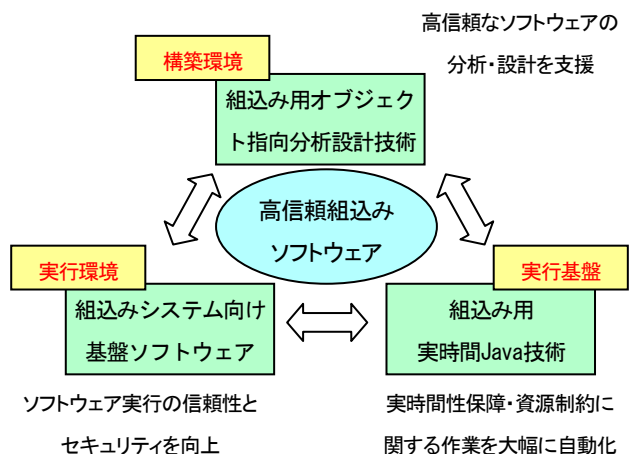 高信頼なソフトウェアの
分析・設計を支援
構築環境
組込み用オブジェク
ト指向分析設計技術
高信頼組込み
ソフトウェア
実行環境
組込みシステム向け
基盤ソフトウェア
実行基盤
組込み用
実時間Java技術
ソフトウェア実行の信頼性と
セキュリティを向上
実時間性保障・資源制約に
関する作業を大幅に自動化